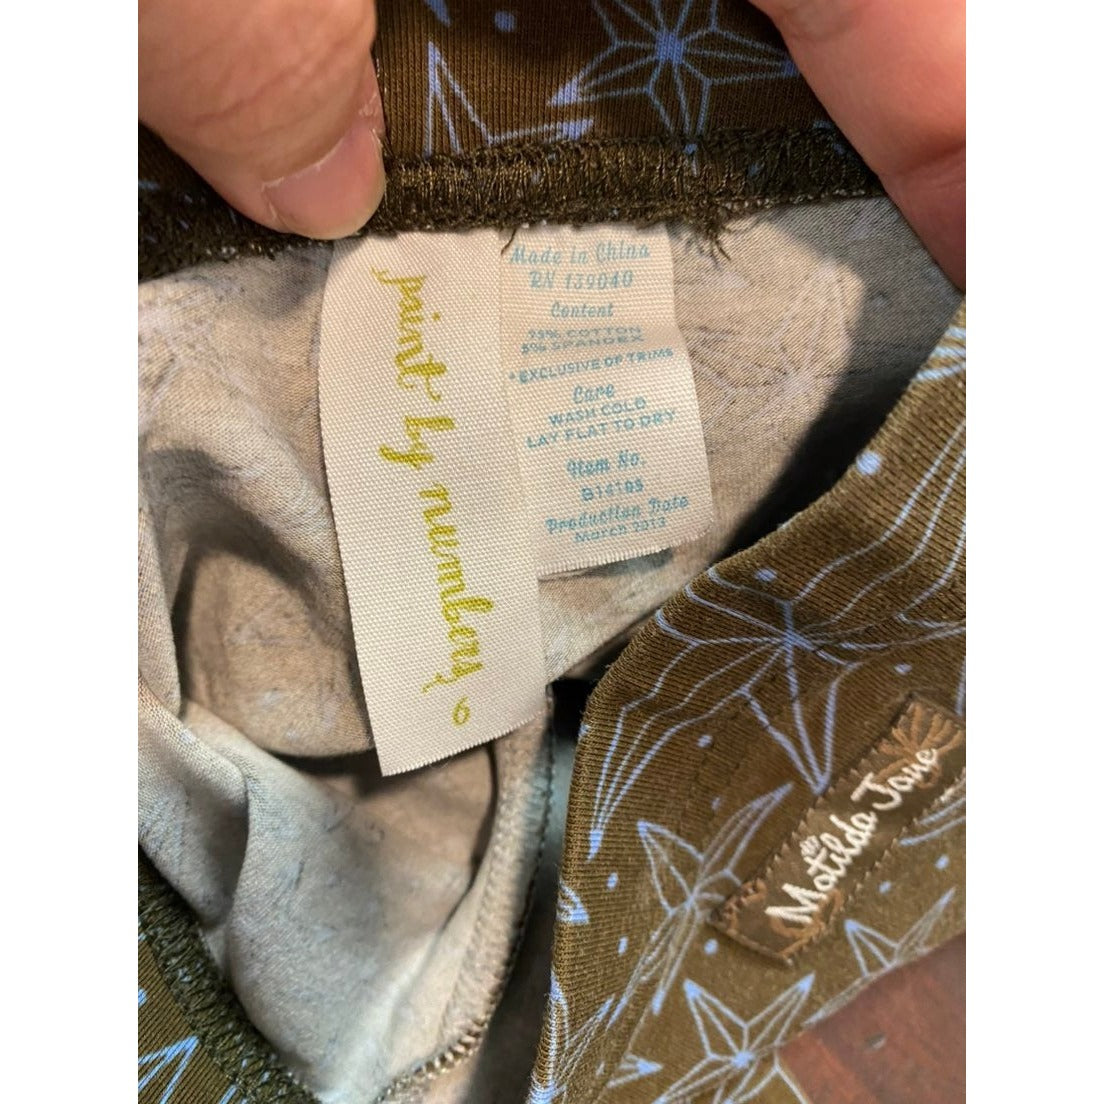 paint by numbers
6
Made in China
RN 139040
Content
95% COTTON
5% SPANDEX
*EXCLUSIVE OF TRIMS
Care
WASH COLD
LAY FLAT TO DRY
Item No.
B14105
Production Date
March 2013
Matilda Jane